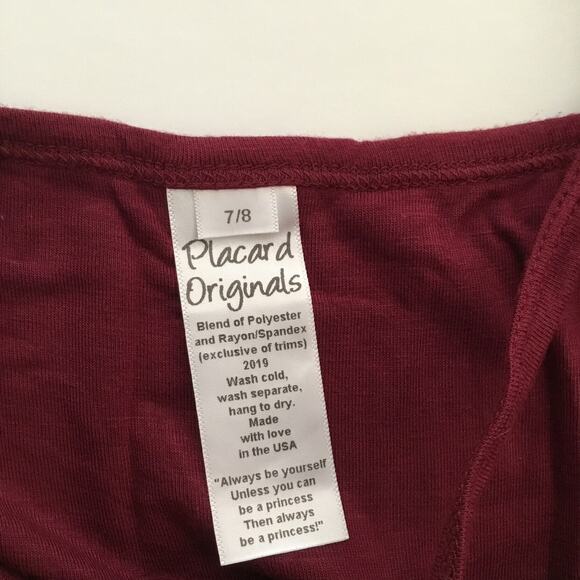 7/8
Placard
Originals
Blend of Polyester
and Rayon/Spandex
(exclusive of trims)
2019
Wash cold,
wash separate,
hang to dry.
Made
with love
in the USA
"Always be yourself
Unless you can
be a princess
Then always
be a princess!"